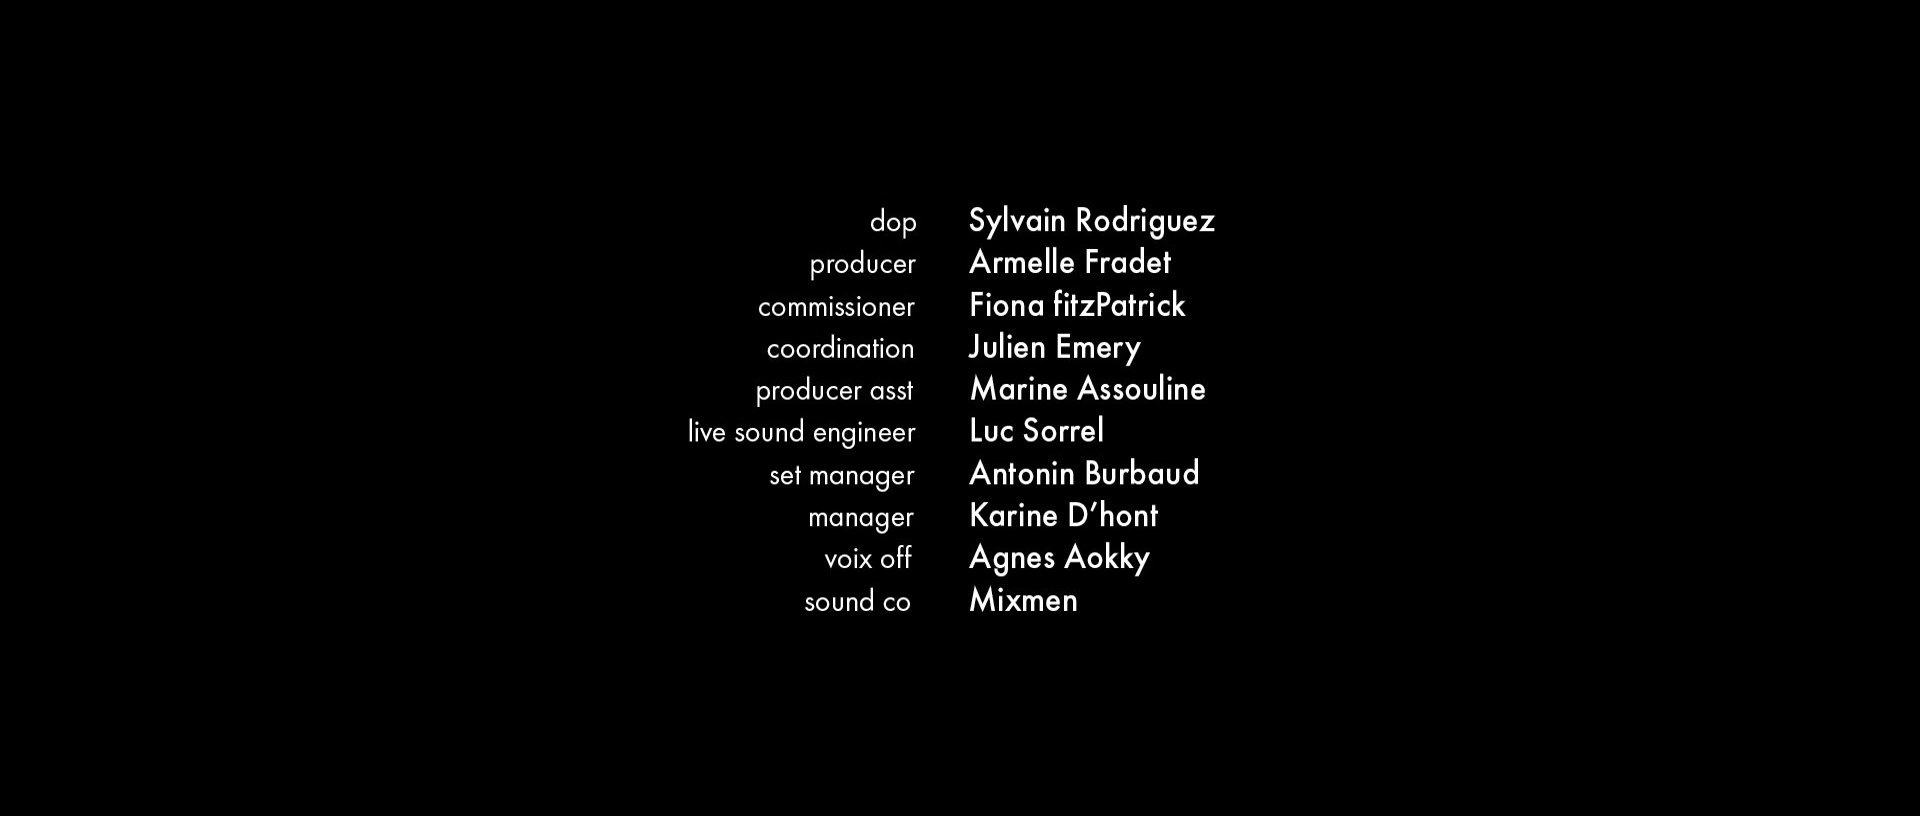 dop Sylvain Rodriguez
producer Armelle Fradet
commissioner Fiona fitzPatrick
coordination Julien Emery
producer asst Marine Assouline
live sound engineer Luc Sorrel
set manager Antonin Burbaud
manager Karine D’hont
voix off Agnes Aokky
sound co Mixmen